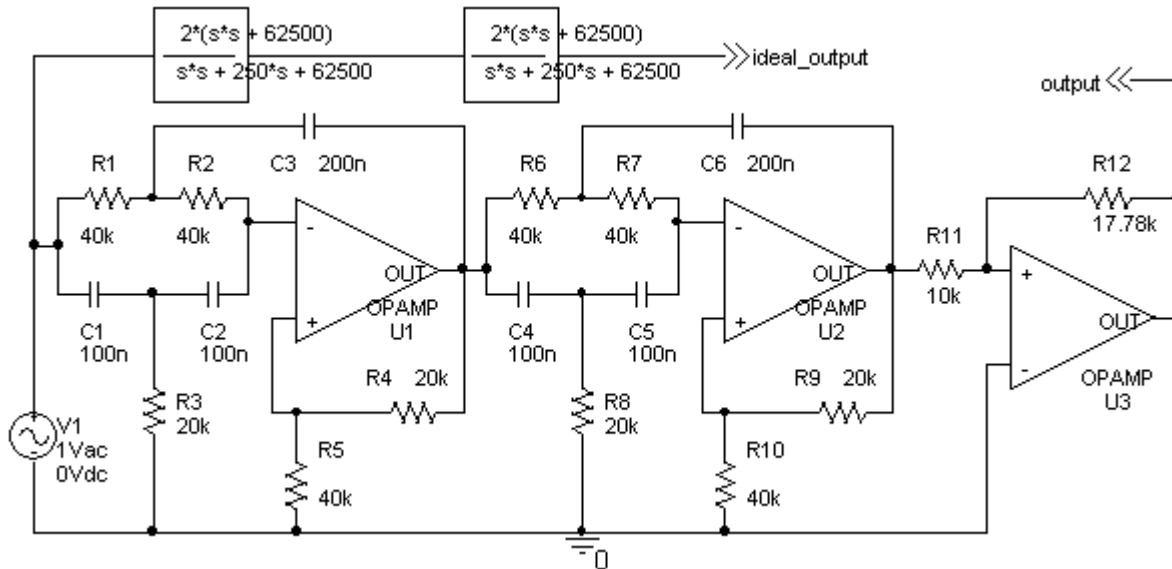 2*(s*s + 62500)
s*s + 250*s + 62500
2*(s*s + 62500)
s*s + 250*s + 62500
ideal_output
output
R1
R2
C3 200n
R6
R7
C6 200n
R12
40k
40k
-
40k
40k
-
17.78k
R11
OUT
OUT
10k
+
C1
100n
C2
100n
+
OPAMP
U1
C4
100n
C5
100n
+
OPAMP
U2
OUT
-
R4 20k
R9 20k
OPAMP
U3
R3
20k
R8
20k
+
-
V1
1Vac
0Vdc
R5
40k
R10
40k
0